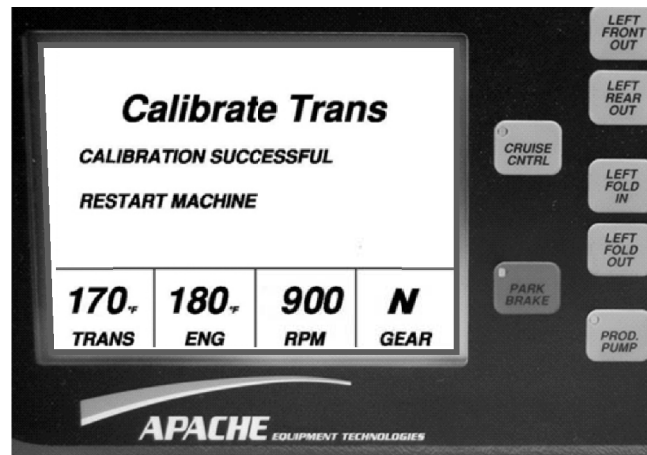 Calibrate Trans
CALIBRATION SUCCESSFUL
RESTART MACHINE
170°F 180°F 900 N
TRANS ENG RPM GEAR
LEFT
FRONT
OUT
LEFT
REAR
OUT
CRUISE
CNTRL
LEFT
FOLD
IN
LEFT
FOLD
OUT
PARK
BRAKE
PROD.
PUMP
APACHE EQUIPMENT TECHNOLOGIES